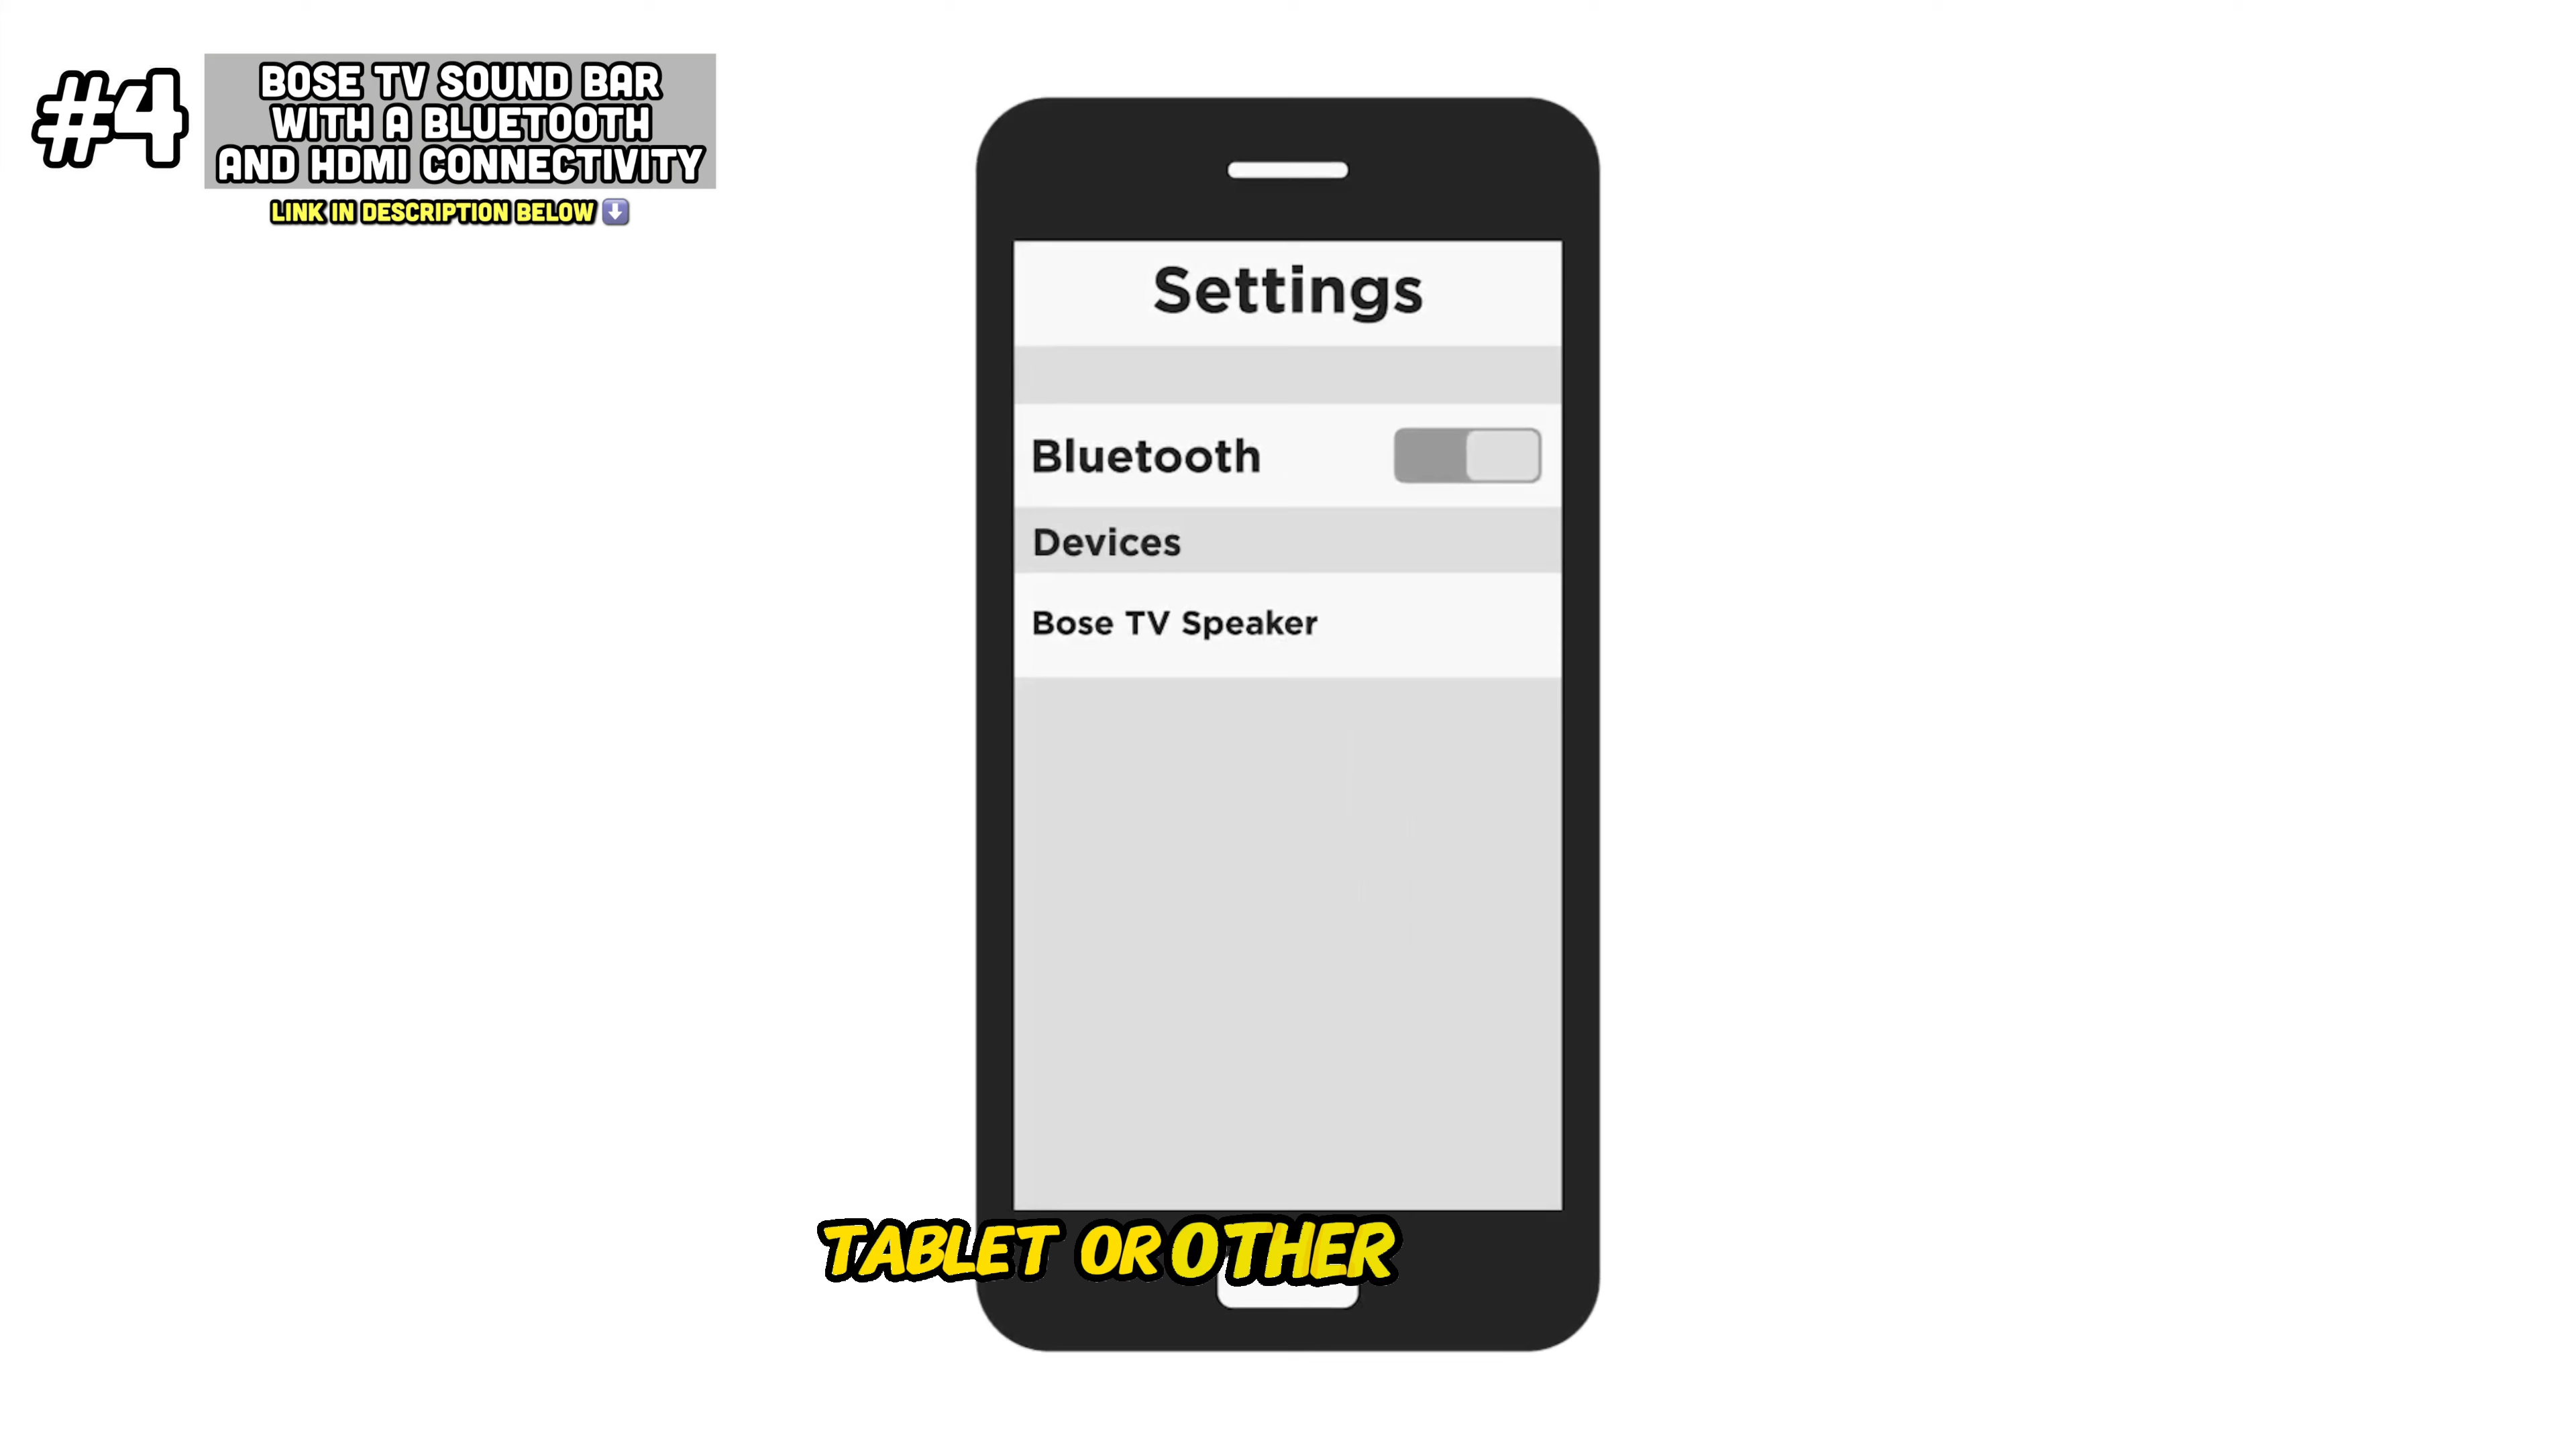 #4
BOSE TV SOUND BAR
WITH A BLUETOOTH
AND HDMI CONNECTIVITY
LINK IN DESCRIPTION BELOW ⬇️
Settings
Bluetooth
Devices
Bose TV Speaker
TABLET OR OTHER